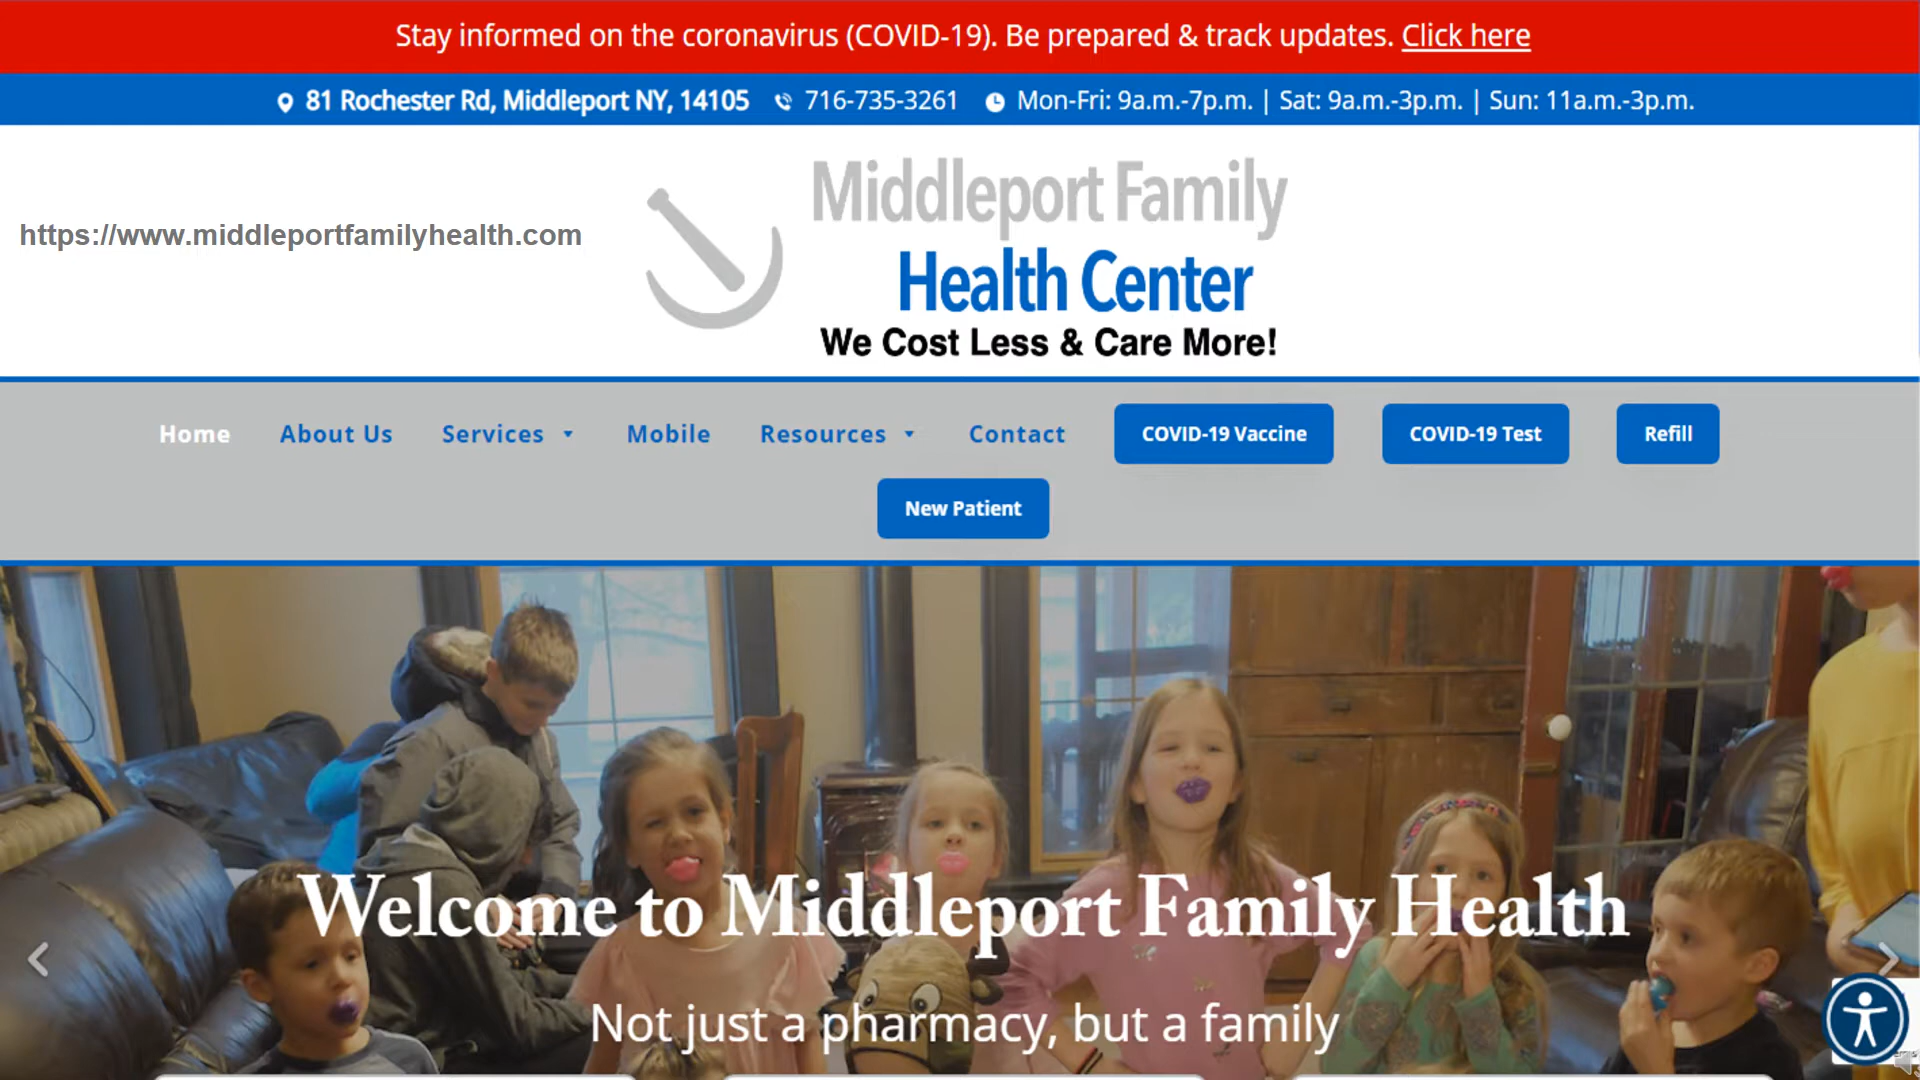 Stay informed on the coronavirus (COVID-19). Be prepared & track updates. Click here
81 Rochester Rd, Middleport NY, 14105 716-735-3261 Mon-Fri: 9a.m.-7p.m. | Sat: 9a.m.-3p.m. | Sun: 11a.m.-3p.m.
https://www.middleportfamilyhealth.com
Middleport Family
Health Center
We Cost Less & Care More!
Home About Us Services Mobile Resources Contact COVID-19 Vaccine COVID-19 Test Refill
New Patient
Welcome to Middleport Family Health
Not just a pharmacy, but a family